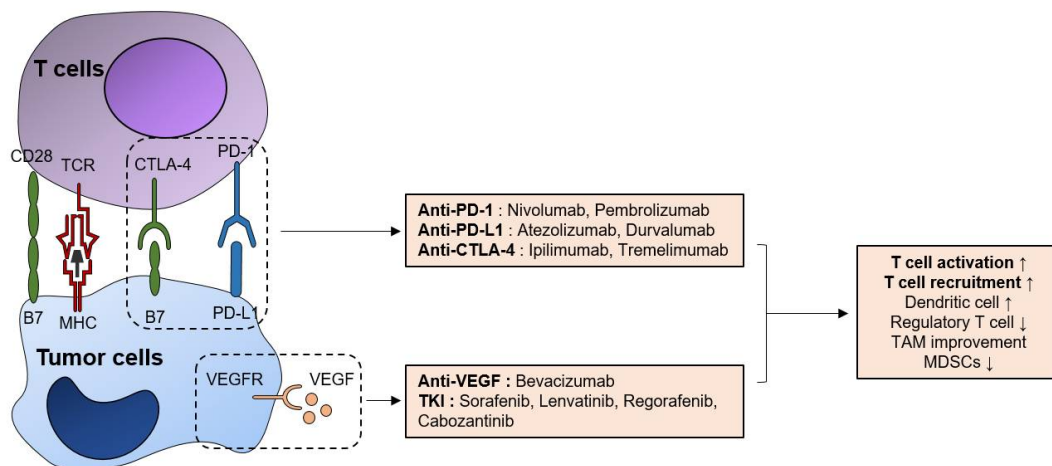 T cells
CD28
TCR
CTLA-4
PD-1
B7
MHC
B7
PD-L1
Tumor cells
VEGFR
VEGF
Anti-PD-1 : Nivolumab, Pembrolizumab
Anti-PD-L1 : Atezolizumab, Durvalumab
Anti-CTLA-4 : Ipilimumab, Tremelimumab
Anti-VEGF : Bevacizumab
TKI : Sorafenib, Lenvatinib, Regorafenib,
Cabozantinib
T cell activation ↑
T cell recruitment ↑
Dendritic cell ↑
Regulatory T cell ↓
TAM improvement
MDSCs ↓